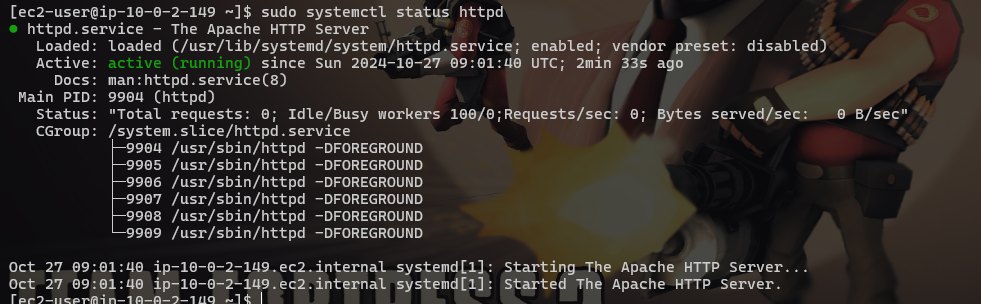 [ec2-user@ip-10-0-2-149 ~]$ sudo systemctl status httpd
● httpd.service - The Apache HTTP Server
   Loaded: loaded (/usr/lib/systemd/system/httpd.service; enabled; vendor preset: disabled)
   Active: active (running) since Sun 2024-10-27 09:01:40 UTC; 2min 33s ago
     Docs: man:httpd.service(8)
 Main PID: 9904 (httpd)
   Status: "Total requests: 0; Idle/Busy workers 100/0;Requests/sec: 0; Bytes served/sec:   0 B/sec"
   CGroup: /system.slice/httpd.service
           ├─9904 /usr/sbin/httpd -DFOREGROUND
           ├─9905 /usr/sbin/httpd -DFOREGROUND
           ├─9906 /usr/sbin/httpd -DFOREGROUND
           ├─9907 /usr/sbin/httpd -DFOREGROUND
           ├─9908 /usr/sbin/httpd -DFOREGROUND
           └─9909 /usr/sbin/httpd -DFOREGROUND

Oct 27 09:01:40 ip-10-0-2-149.ec2.internal systemd[1]: Starting The Apache HTTP Server...
Oct 27 09:01:40 ip-10-0-2-149.ec2.internal systemd[1]: Started The Apache HTTP Server.
[ec2-user@ip-10-0-2-149 ~]$